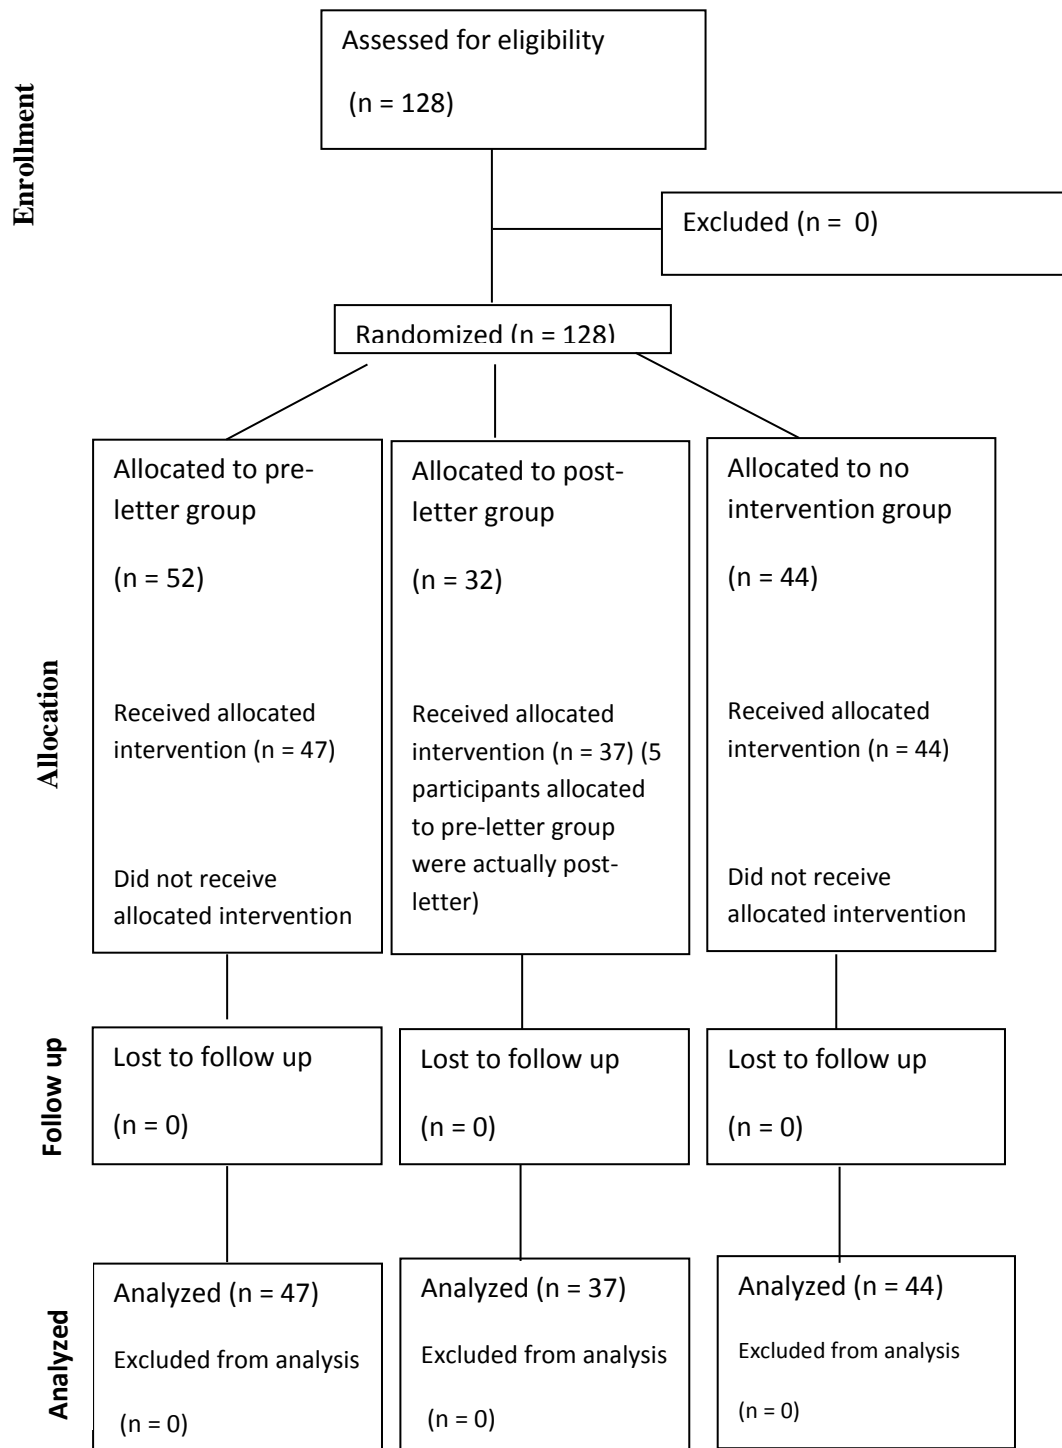 Enrollment
Assessed for eligibility
(n = 128)
Excluded (n =  0)
Randomized (n = 128)
Allocation
Allocated to pre-
letter group
(n = 52)
Received allocated
intervention (n = 47)
Did not receive
allocated intervention
Allocated to post-
letter group
(n = 32)
Received allocated
intervention (n = 37) (5
participants allocated
to pre-letter group
were actually post-
letter)
Allocated to no
intervention group
(n = 44)
Received allocated
intervention (n = 44)
Did not receive
allocated intervention
Follow up
Lost to follow up
(n = 0)
Lost to follow up
(n = 0)
Lost to follow up
(n = 0)
Analyzed
Analyzed (n = 47)
Excluded from analysis
(n = 0)
Analyzed (n = 37)
Excluded from analysis
(n = 0)
Analyzed (n = 44)
Excluded from analysis
(n = 0)